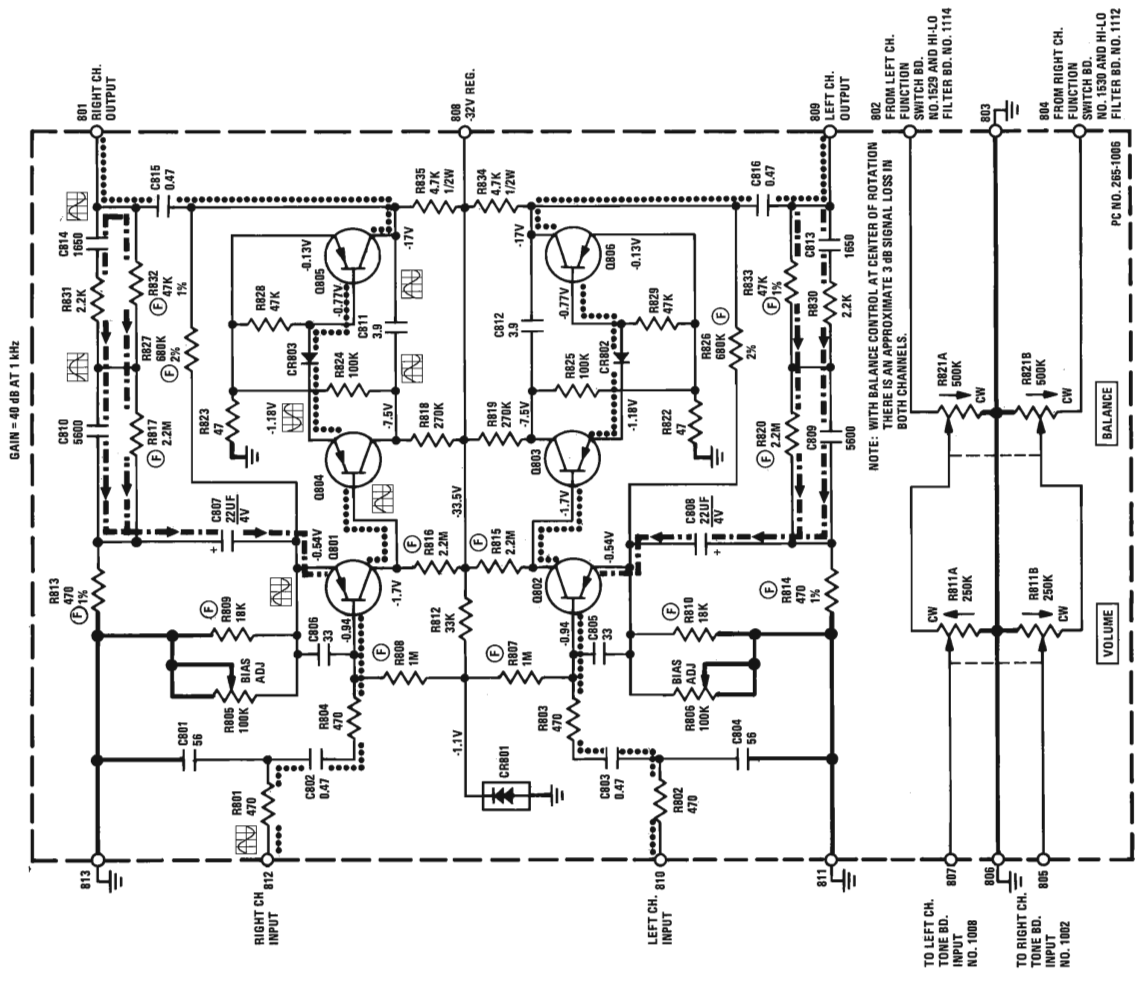 GAIN = 40 dB AT 1 kHz
801
RIGHT CH.
OUTPUT
808
-32V REG.
809
LEFT CH.
OUTPUT
802
FROM LEFT CH.
FUNCTION
SWITCH BD.
NO.1529 AND HI-LO
FILTER BD. NO. 1114
803
804
FROM RIGHT CH.
FUNCTION
SWITCH BD.
NO. 1530 AND HI-LO
FILTER BD. NO. 1112
PC NO. 265-1006
C815
0.47
R835
4.7K
1/2W
R834
4.7K
1/2W
C816
0.47
C814
1650
R831
2.2K
R832
47K
1%
F
R827
680K
2%
F
R828
47K
-0.13V
Q805
-0.77V
-17V
CR803
R824
100K
C811
3.9
-17V
Q806
-0.13V
-0.77V
C812
3.9
R825
100K
CR802
R829
47K
R826
680K
2%
F
R833
47K
1%
F
C813
1650
R830
2.2K
NOTE: WITH BALANCE CONTROL AT CENTER OF ROTATION
THERE IS AN APPROXIMATE 3 dB SIGNAL LOSS IN
BOTH CHANNELS.
C810
5600
R817
2.2M
F
R823
47
-1.18V
-7.5V
R818
270K
R819
270K
-7.5V
-1.18V
R822
47
R820
2.2M
F
C809
5600
R821A
500K
CW
R821B
500K
CW
BALANCE
C807
22UF
4V
+
Q804
-33.5V
Q803
-1.7V
C808
22UF
4V
+
R813
470
1%
F
-0.54V
Q801
-1.7V
R816
2.2M
F
R815
2.2M
F
Q802
-0.54V
R814
470
1%
F
R809
18K
F
C806
33
-0.94
R812
33K
-0.94
C805
33
R810
18K
F
R811A
250K
CW
R811B
250K
CW
VOLUME
R805
100K
BIAS
ADJ
R808
1M
F
R807
1M
F
R806
100K
BIAS
ADJ
C801
56
R804
470
-1.1V
R803
470
C804
56
R801
470
C802
0.47
CR801
C803
0.47
R802
470
813
812
RIGHT CH
INPUT
810
LEFT CH.
INPUT
811
807
TO LEFT CH.
TONE BD.
INPUT
NO. 1008
806
805
TO RIGHT CH.
TONE BD.
INPUT
NO. 1002